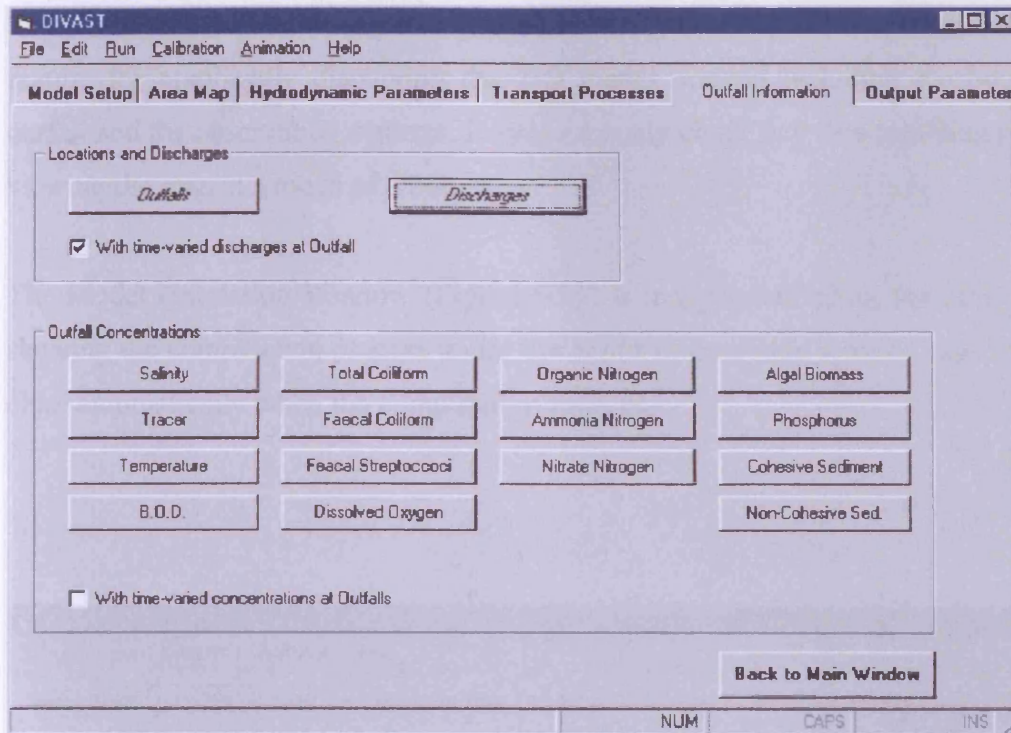 DIVAST
File Edit Run Calibration Animation Help
Model Setup Area Map Hydrodynamic Parameters Transport Processes Outfall Information Output Parameter
Locations and Discharges
Outfalls Discharges
With time-varied discharges at Outfall
Outfall Concentrations
Salinity Total Coiliform Organic Nitrogen Algal Biomass
Tracer Faecal Coliform Ammonia Nitrogen Phosphorus
Temperature Feacal Streptoccoci Nitrate Nitrogen Cohesive Sediment
B.O.D. Dissolved Oxygen Non-Cohesive Sed.
With time-varied concentrations at Outfalls
Back to Main Window
NUM CAPS INS